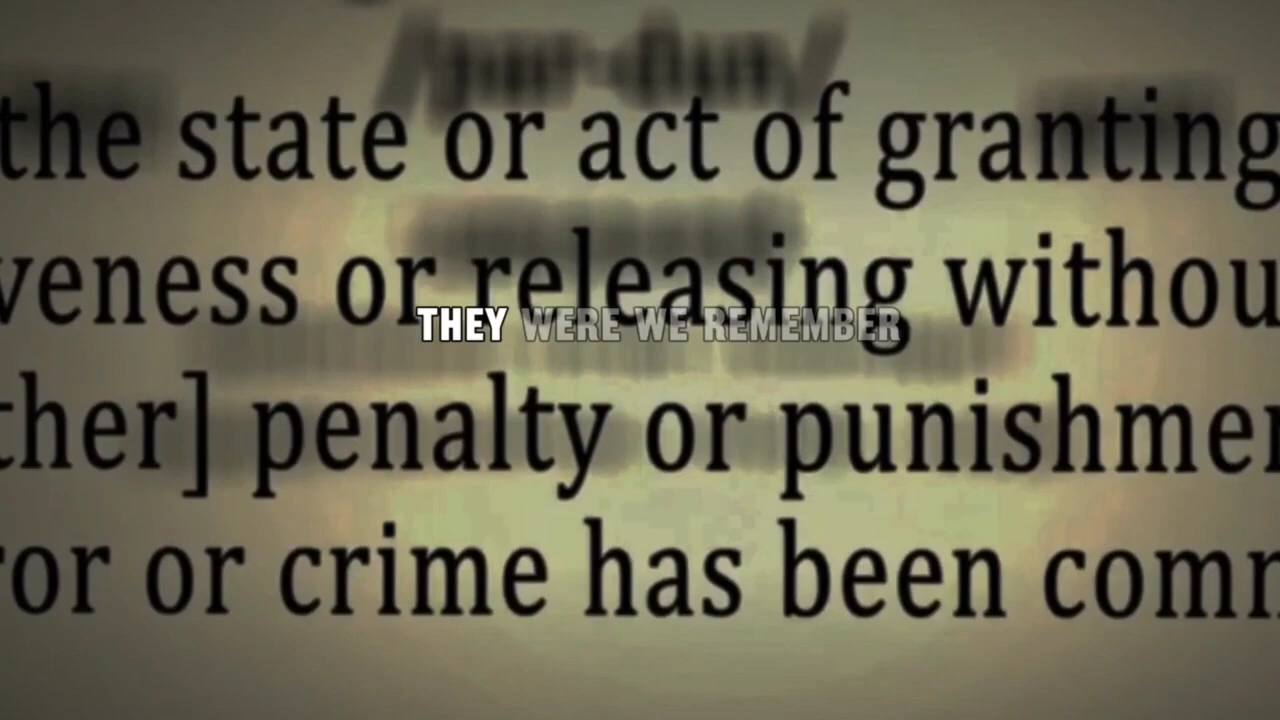 the state or act of granting
veness or releasing withou
THEY WERE WE REMEMBER
ther] penalty or punishmen
ror or crime has been comm